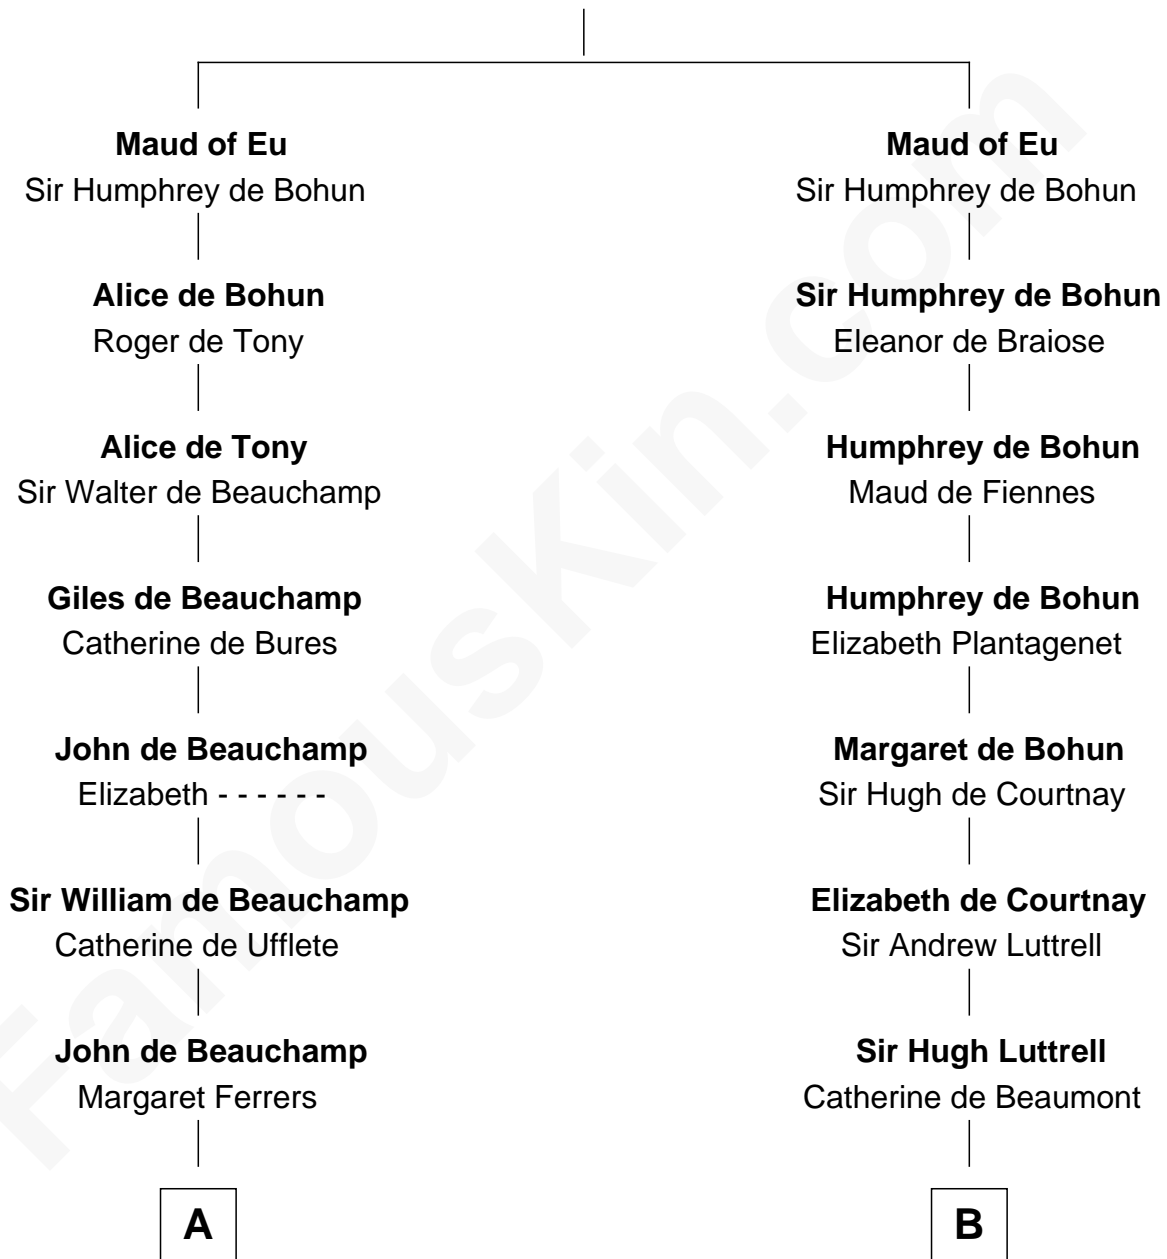 Maud of Eu
Sir Humphrey de Bohun
Alice de Bohun
Roger de Tony
Alice de Tony
Sir Walter de Beauchamp
Giles de Beauchamp
Catherine de Bures
John de Beauchamp
Elizabeth - - - - - -
Sir William de Beauchamp
Catherine de Ufflete
John de Beauchamp
Margaret Ferrers
A
Maud of Eu
Sir Humphrey de Bohun
Sir Humphrey de Bohun
Eleanor de Braiose
Humphrey de Bohun
Maud de Fiennes
Humphrey de Bohun
Elizabeth Plantagenet
Margaret de Bohun
Sir Hugh de Courtnay
Elizabeth de Courtnay
Sir Andrew Luttrell
Sir Hugh Luttrell
Catherine de Beaumont
B
FamousKin.com